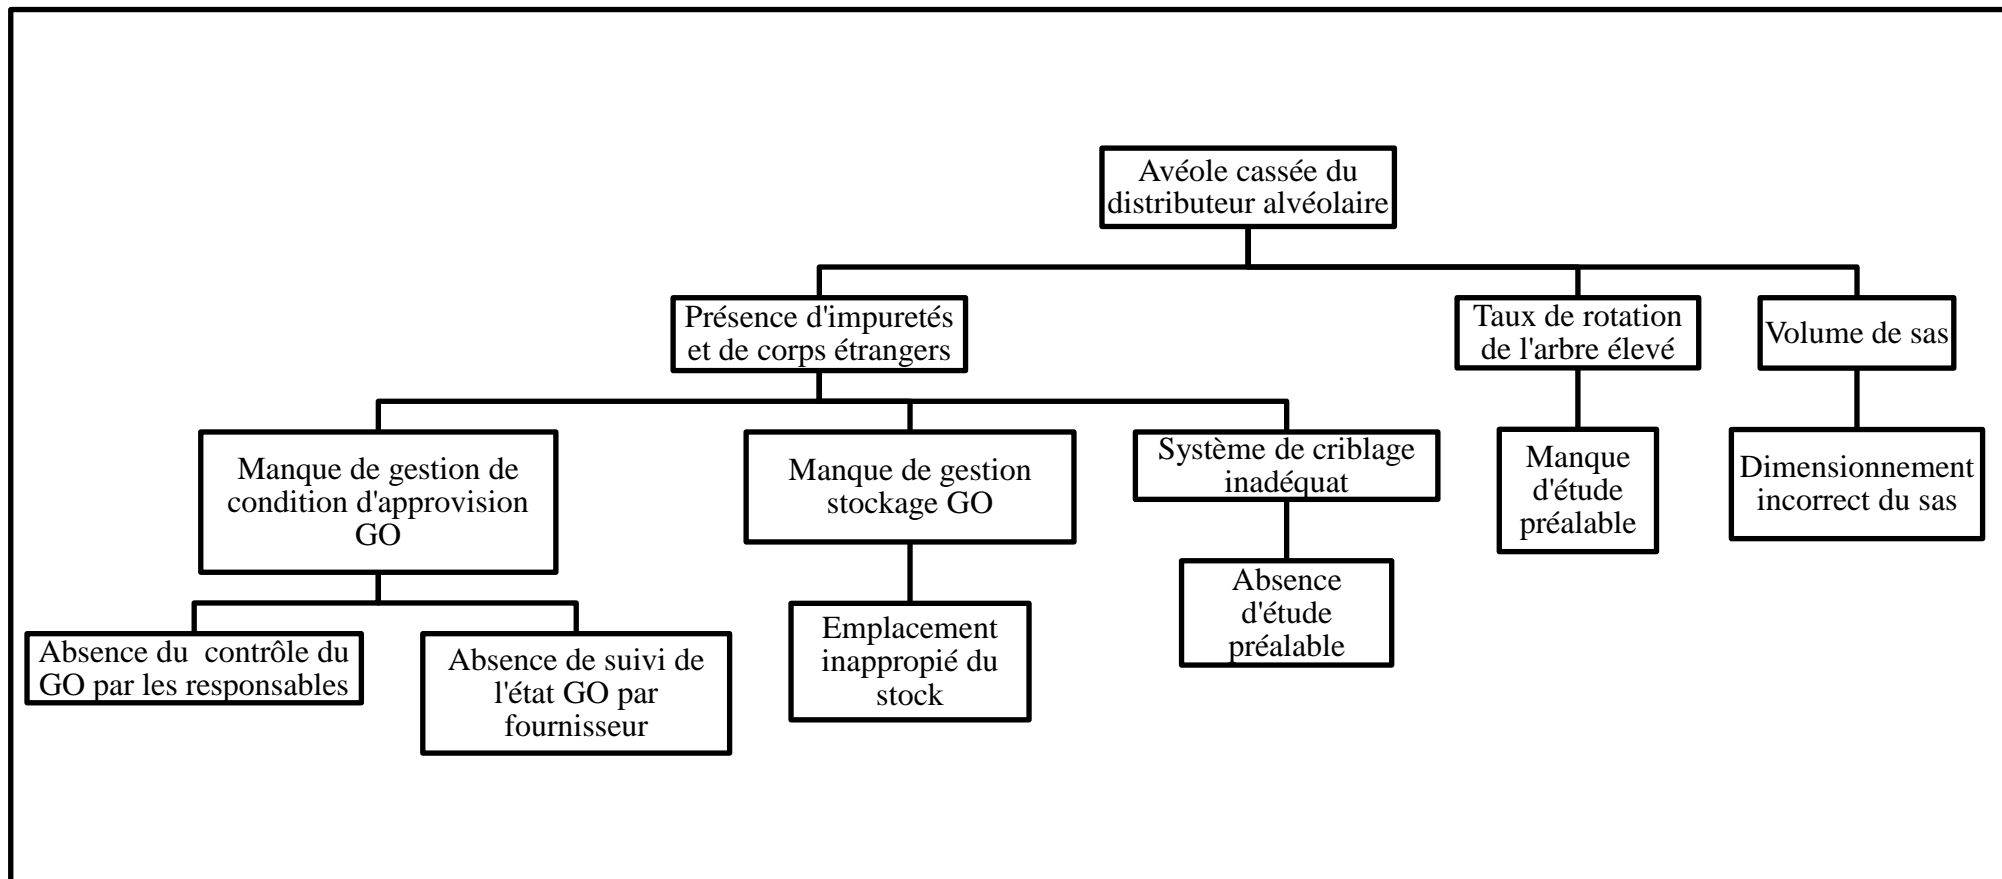 Avéole cassée du
distributeur alvéolaire
Présence d'impuretés
et de corps étrangers
Taux de rotation
de l'arbre élevé
Volume de sas
Manque de gestion de
condition d'approvision
GO
Manque de gestion
stockage GO
Système de criblage
inadéquat
Manque
d'étude
préalable
Dimensionnement
incorrect du sas
Absence du  contrôle du
GO par les responsables
Absence de suivi de
l'état GO par
fournisseur
Emplacement
inappropié du
stock
Absence
d'étude
préalable